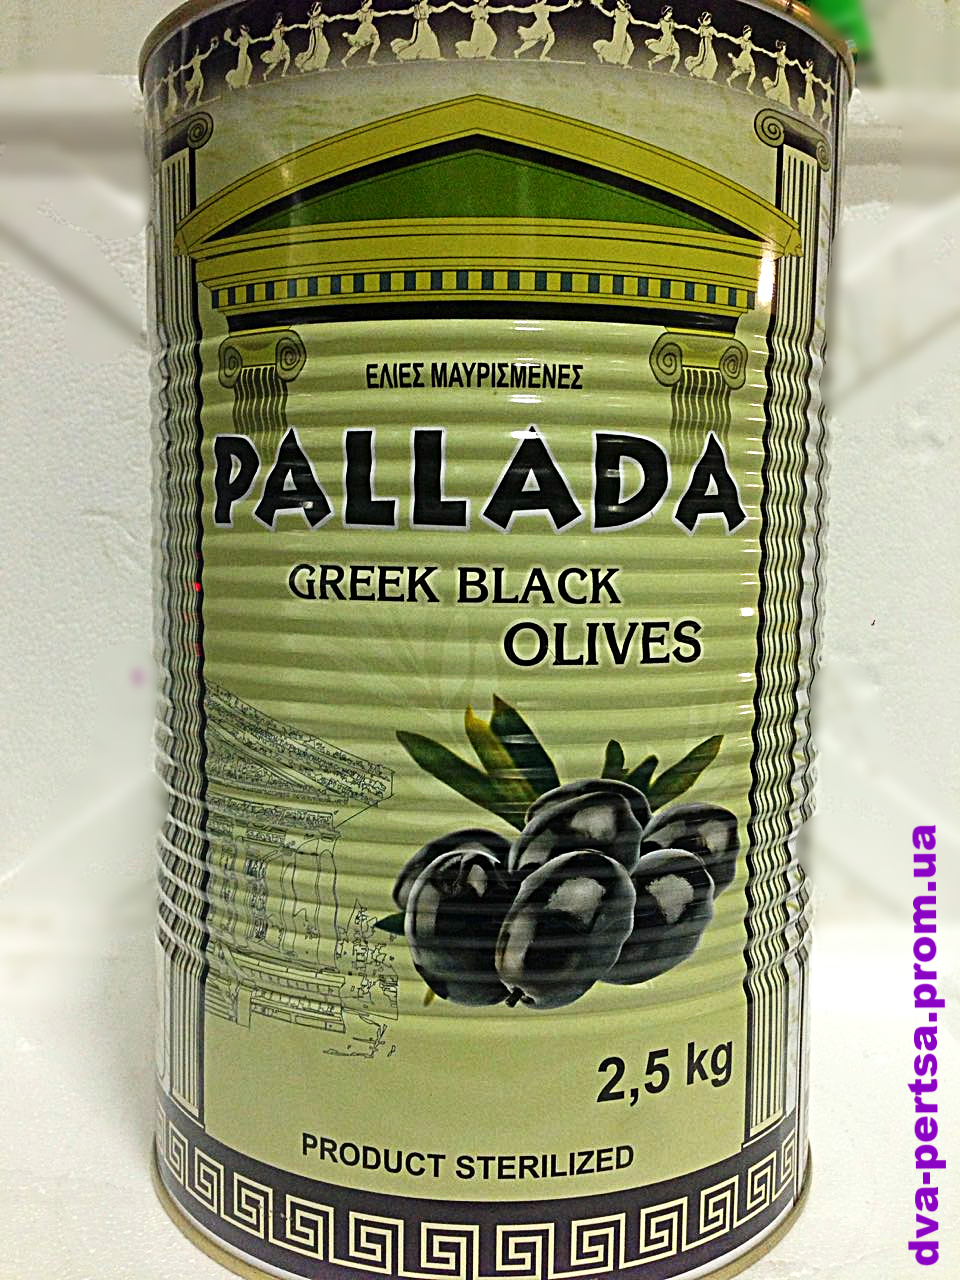 ΕΛΙΕΣ ΜΑΥΡΙΣΜΕΝΕΣ
PALLADA
GREEK BLACK
OLIVES
2,5 kg
PRODUCT STERILIZED
dva-pertsa.prom.ua